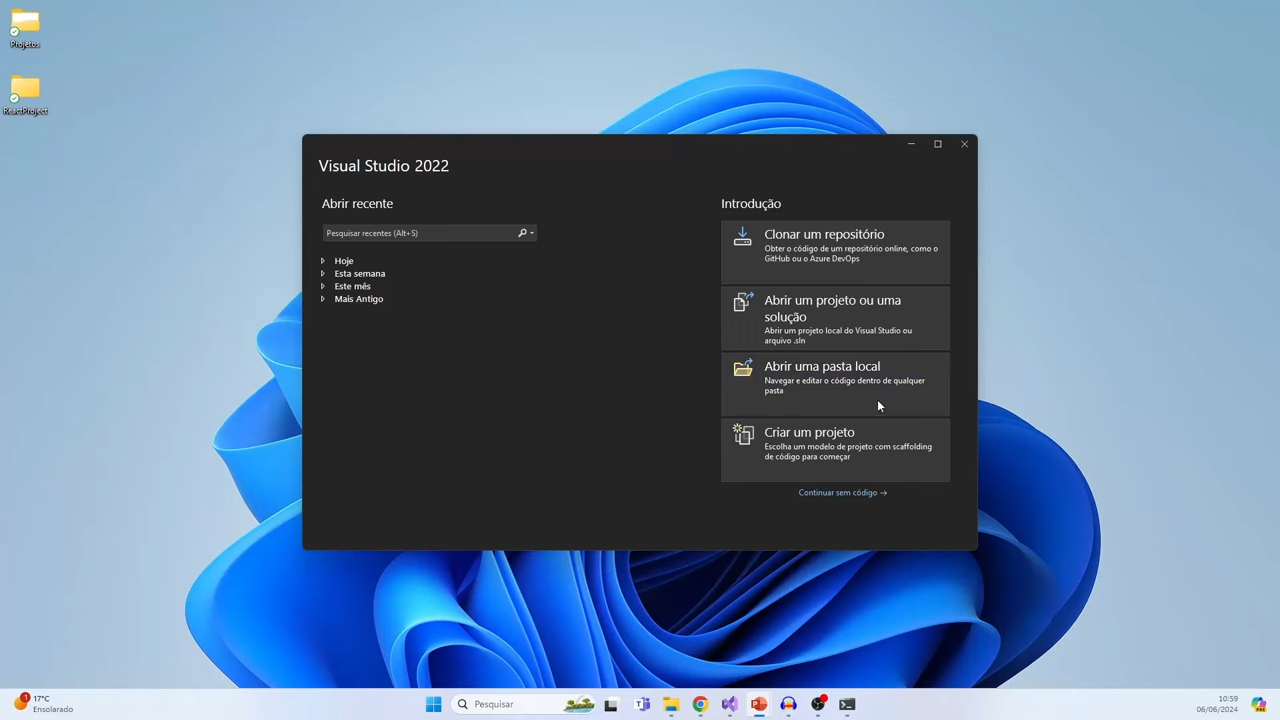 Projetos
ReactProject
Visual Studio 2022
Abrir recente
Pesquisar recentes (Alt+S)
Hoje
Esta semana
Este mês
Mais Antigo
Introdução
Clonar um repositório
Obter o código de um repositório online, como o
GitHub ou o Azure DevOps
Abrir um projeto ou uma
solução
Abrir um projeto local do Visual Studio ou
arquivo .sln
Abrir uma pasta local
Navegar e editar o código dentro de qualquer
pasta
Criar um projeto
Escolha um modelo de projeto com scaffolding
de código para começar
Continuar sem código →
1
17°C
Ensolarado
Pesquisar
10:59
06/06/2024